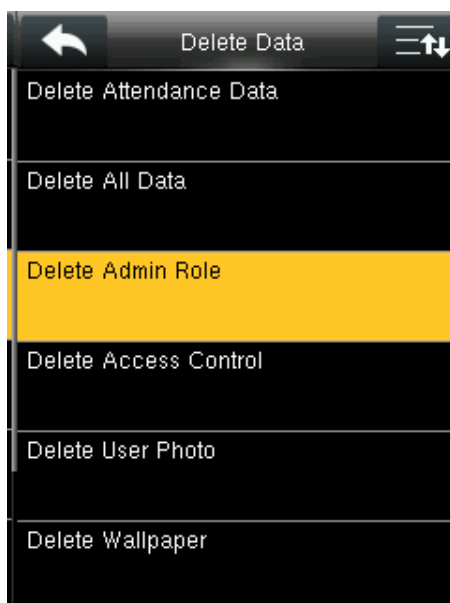 Delete Data
Delete Attendance Data
Delete All Data
Delete Admin Role
Delete Access Control
Delete User Photo
Delete Wallpaper